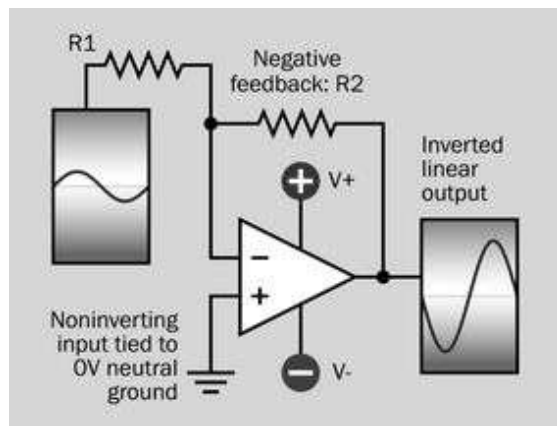 R1
Negative
feedback: R2
Inverted
linear
output
V+
−
+
Noninverting
input tied to
0V neutral
ground
V-